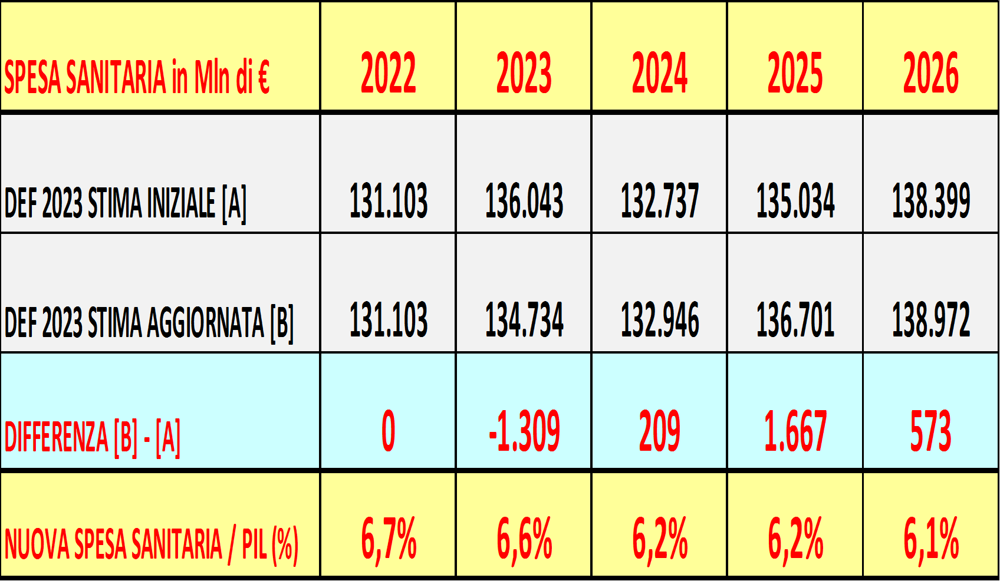 SPESA SANITARIA in Mln di € 2022 2023 2024 2025 2026
DEF 2023 STIMA INIZIALE [A] 131.103 136.043 132.737 135.034 138.399
DEF 2023 STIMA AGGIORNATA [B] 131.103 134.734 132.946 136.701 138.972
DIFFERENZA [B] - [A] 0 -1.309 209 1.667 573
NUOVA SPESA SANITARIA / PIL (%) 6,7% 6,6% 6,2% 6,2% 6,1%